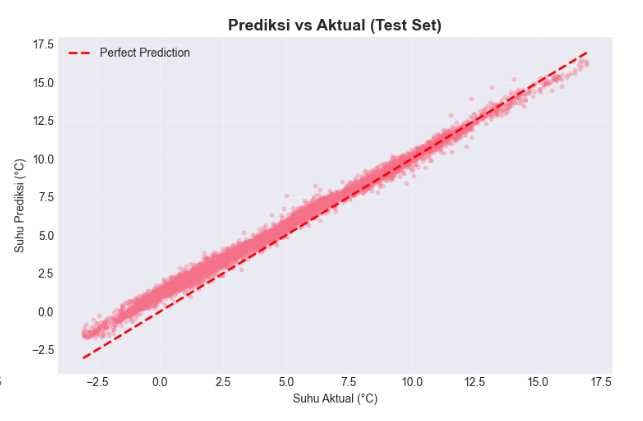 Prediksi vs Aktual (Test Set)
17.5
Perfect Prediction
15.0
12.5
10.0
7.5
5.0
2.5
0.0
−2.5
Suhu Prediksi (°C)
−2.5 0.0 2.5 5.0 7.5 10.0 12.5 15.0 17.5
Suhu Aktual (°C)